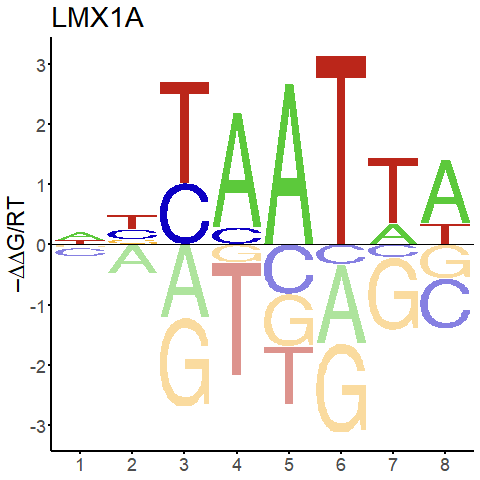 LMX1A
−ΔΔG/RT
3
2
1
0
-1
-2
-3
A T C
T C G A
T C A G
A C G T
A C G T
T C A G
T A C G
A T G C
1 2 3 4 5 6 7 8